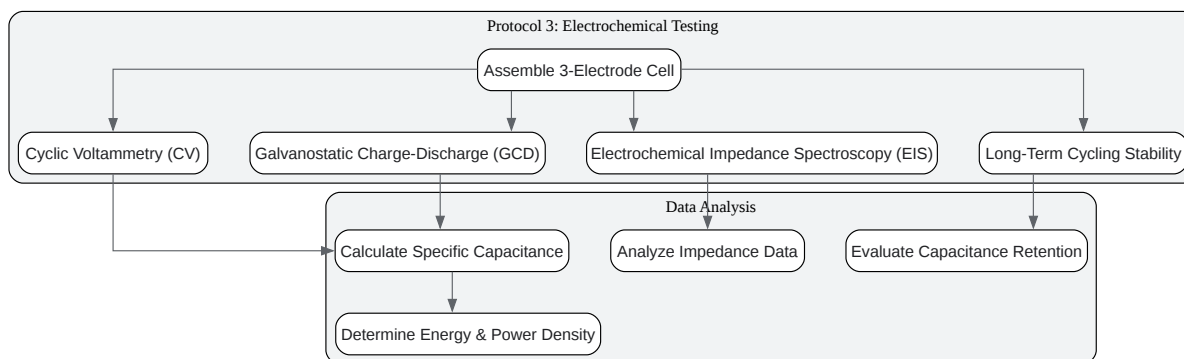 Protocol 3: Electrochemical Testing
Assemble 3-Electrode Cell
Cyclic Voltammetry (CV)
Galvanostatic Charge-Discharge (GCD)
Electrochemical Impedance Spectroscopy (EIS)
Long-Term Cycling Stability
Data Analysis
Calculate Specific Capacitance
Analyze Impedance Data
Evaluate Capacitance Retention
Determine Energy & Power Density